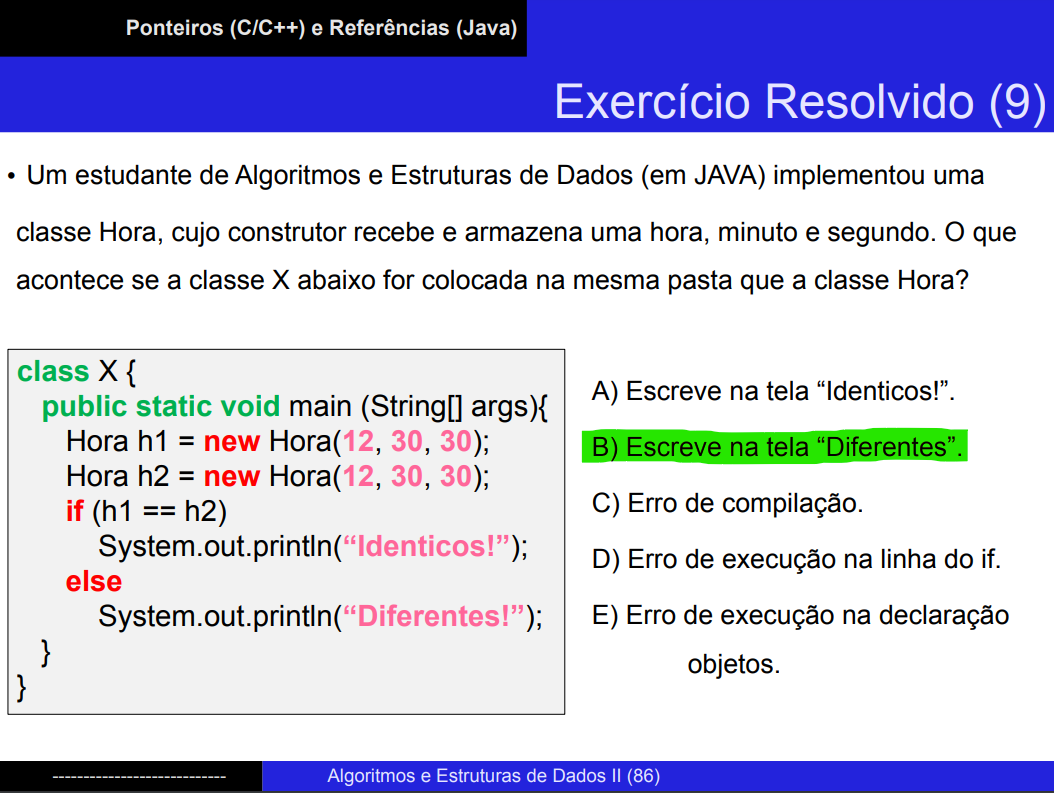 Ponteiros (C/C++) e Referências (Java)
Exercício Resolvido (9)
• Um estudante de Algoritmos e Estruturas de Dados (em JAVA) implementou uma
classe Hora, cujo construtor recebe e armazena uma hora, minuto e segundo. O que
acontece se a classe X abaixo for colocada na mesma pasta que a classe Hora?
class X {
public static void main (String[] args){
Hora h1 = new Hora(12, 30, 30);
Hora h2 = new Hora(12, 30, 30);
if (h1 == h2)
System.out.println(“Identicos!”);
else
System.out.println(“Diferentes!”);
}
}
A) Escreve na tela “Identicos!”.
B) Escreve na tela “Diferentes”.
C) Erro de compilação.
D) Erro de execução na linha do if.
E) Erro de execução na declaração
objetos.
----------------------------
Algoritmos e Estruturas de Dados II (86)